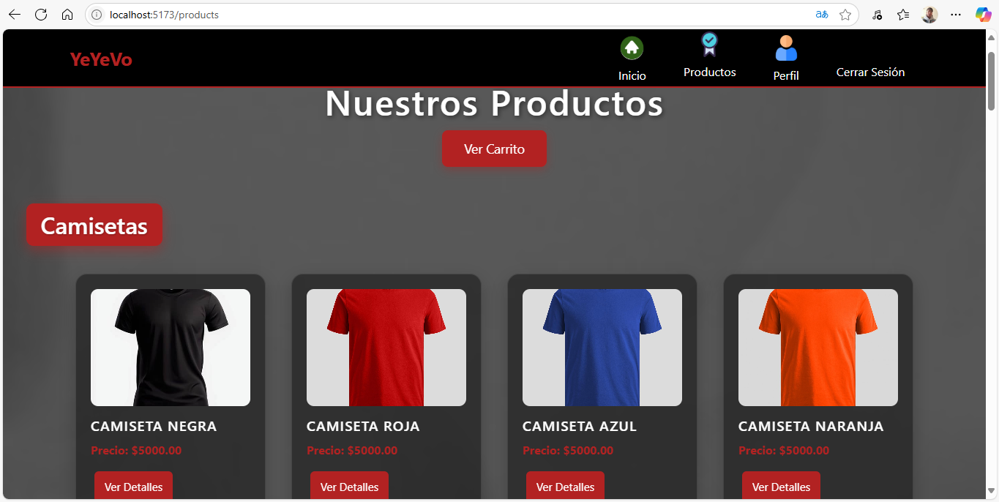 localhost:5173/products
YeYeVo
Inicio
Productos
Perfil
Cerrar Sesión
Nuestros Productos
Ver Carrito
Camisetas
CAMISETA NEGRA
Precio: $5000.00
Ver Detalles
CAMISETA ROJA
Precio: $5000.00
Ver Detalles
CAMISETA AZUL
Precio: $5000.00
Ver Detalles
CAMISETA NARANJA
Precio: $5000.00
Ver Detalles